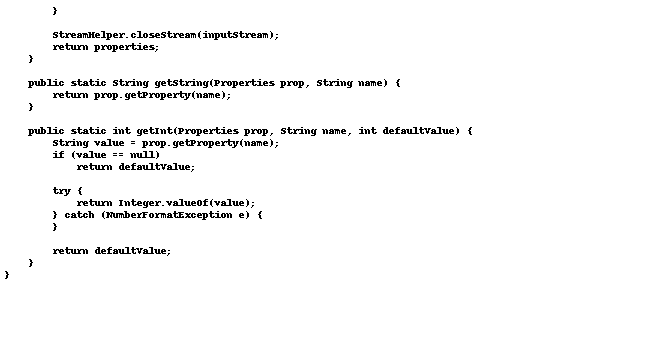 }

        StreamHelper.closeStream(inputStream);
        return properties;
    }

    public static String getString(Properties prop, String name) {
        return prop.getProperty(name);
    }

    public static int getInt(Properties prop, String name, int defaultValue) {
        String value = prop.getProperty(name);
        if (value == null)
            return defaultValue;

        try {
            return Integer.valueOf(value);
        } catch (NumberFormatException e) {
        }

        return defaultValue;
    }
}